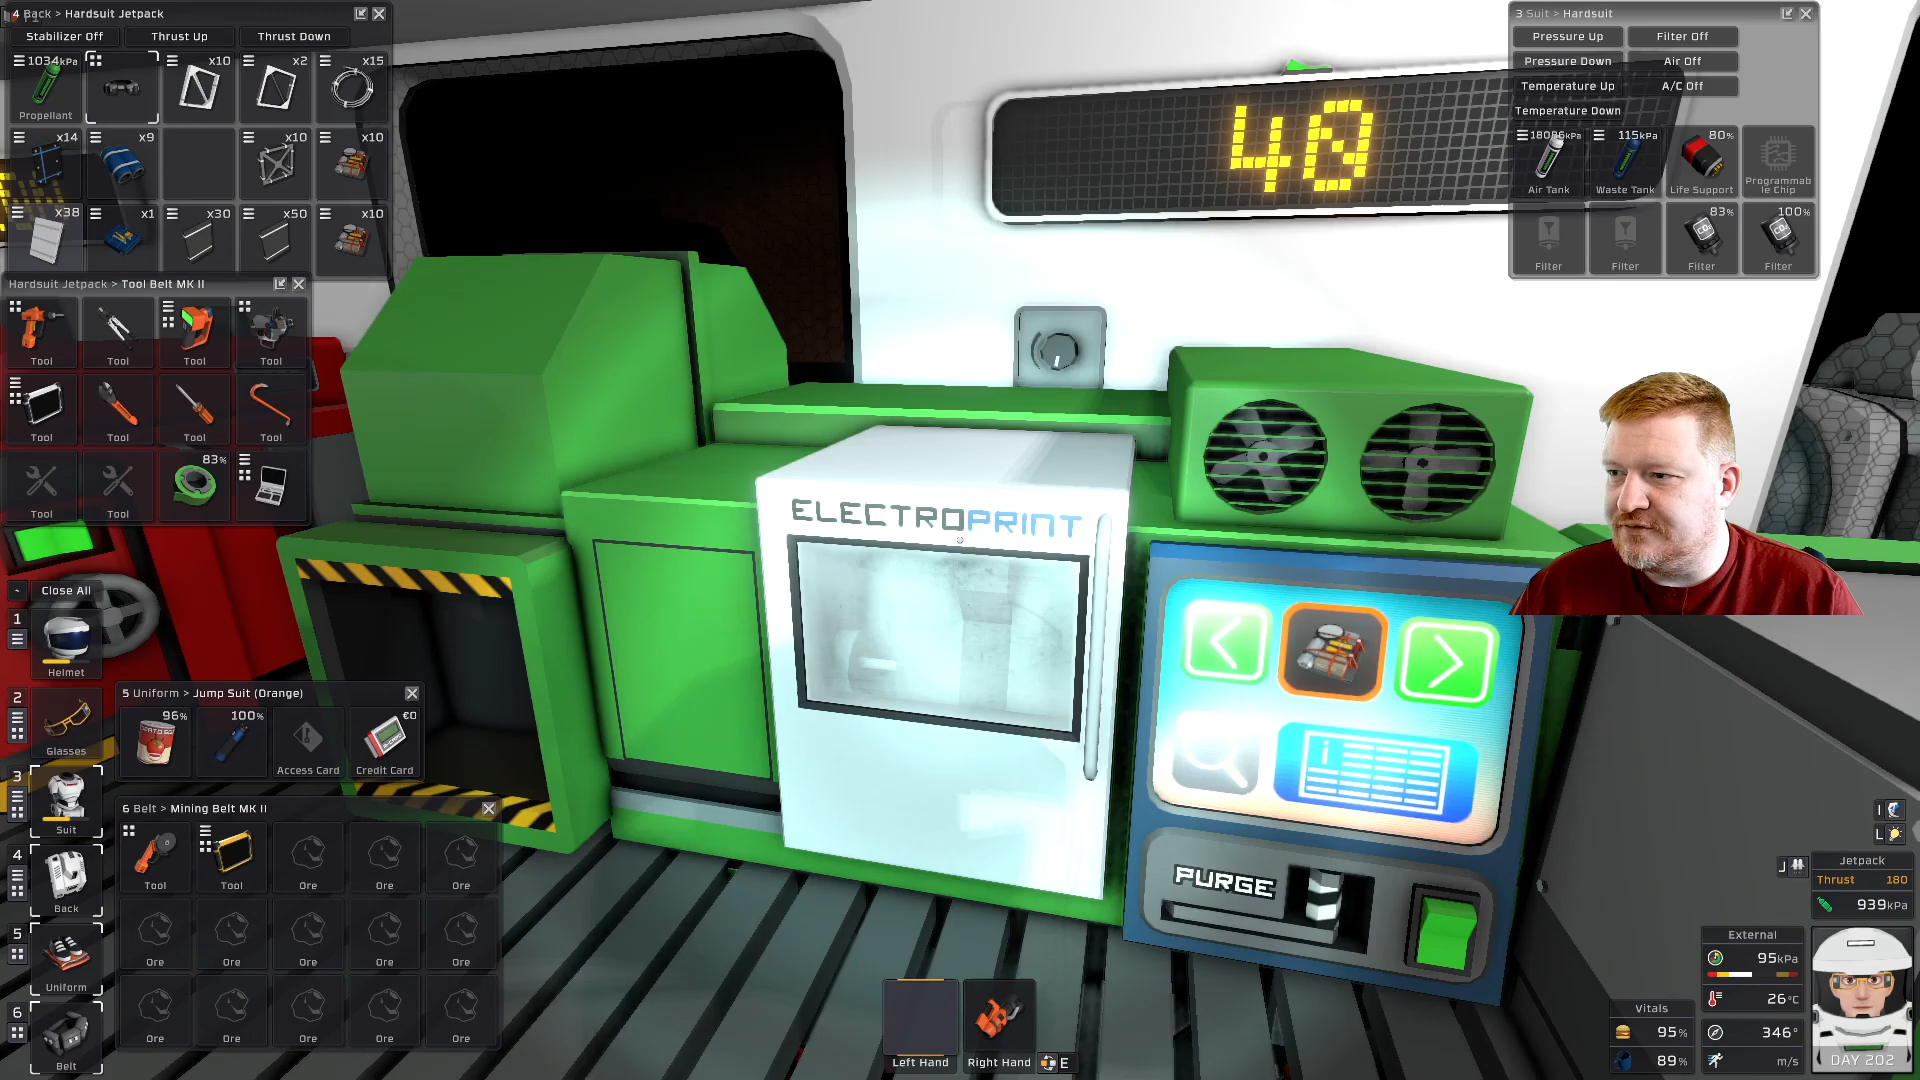 4 Back > Hardsuit Jetpack
Stabilizer Off
Thrust Up
Thrust Down
1034kPa
x10
x2
x15
Propellant
x14
x9
x10
x10
x38
x1
x30
x50
x10
Hardsuit Jetpack > Tool Belt MK II
Tool
Tool
Tool
Tool
Tool
Tool
Tool
Tool
83%
Tool
Tool
~
Close All
1
Helmet
2
Glasses
3
Suit
4
Back
5
Uniform
6
Belt
5 Uniform > Jump Suit (Orange)
96%
100%
€0
Access Card
Credit Card
6 Belt > Mining Belt MK II
Tool
Tool
Ore
Ore
Ore
Ore
Ore
Ore
Ore
Ore
Ore
Ore
Ore
Ore
Ore
40
ELECTROPRINT
PURGE
3 Suit > Hardsuit
Pressure Up
Filter Off
Pressure Down
Air Off
Temperature Up
A/C Off
Temperature Down
18086kPa
115kPa
80%
Air Tank
Waste Tank
Life Support
Programmab
le Chip
83%
100%
Filter
Filter
Filter
Filter
Left Hand
Right Hand
E
I
L
J
Jetpack
Thrust 180
939kPa
External
95kPa
26°C
346°
m/s
Vitals
95%
89%
DAY 202